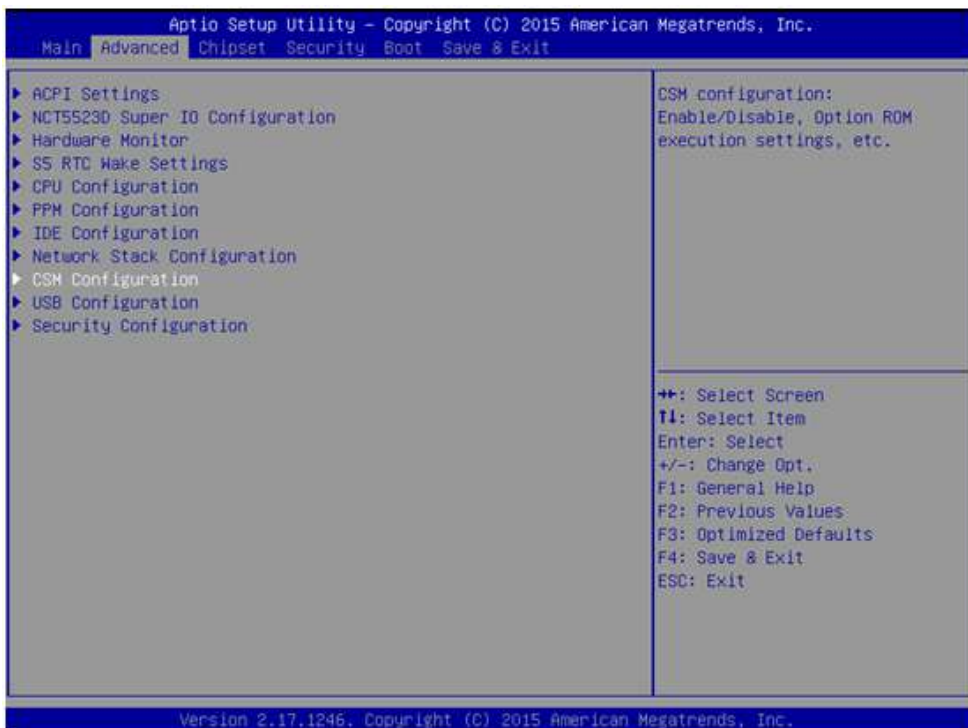 Aptio Setup Utility – Copyright (C) 2015 American Megatrends, Inc.
Main Advanced Chipset Security Boot Save & Exit
ACPI Settings
NCT5523D Super IO Configuration
Hardware Monitor
S5 RTC Wake Settings
CPU Configuration
PPM Configuration
IDE Configuration
Network Stack Configuration
CSM Configuration
USB Configuration
Security Configuration
CSM configuration:
Enable/Disable, Option ROM
execution settings, etc.
→←: Select Screen
↑↓: Select Item
Enter: Select
+/-: Change Opt.
F1: General Help
F2: Previous Values
F3: Optimized Defaults
F4: Save & Exit
ESC: Exit
Version 2.17.1246. Copyright (C) 2015 American Megatrends, Inc.